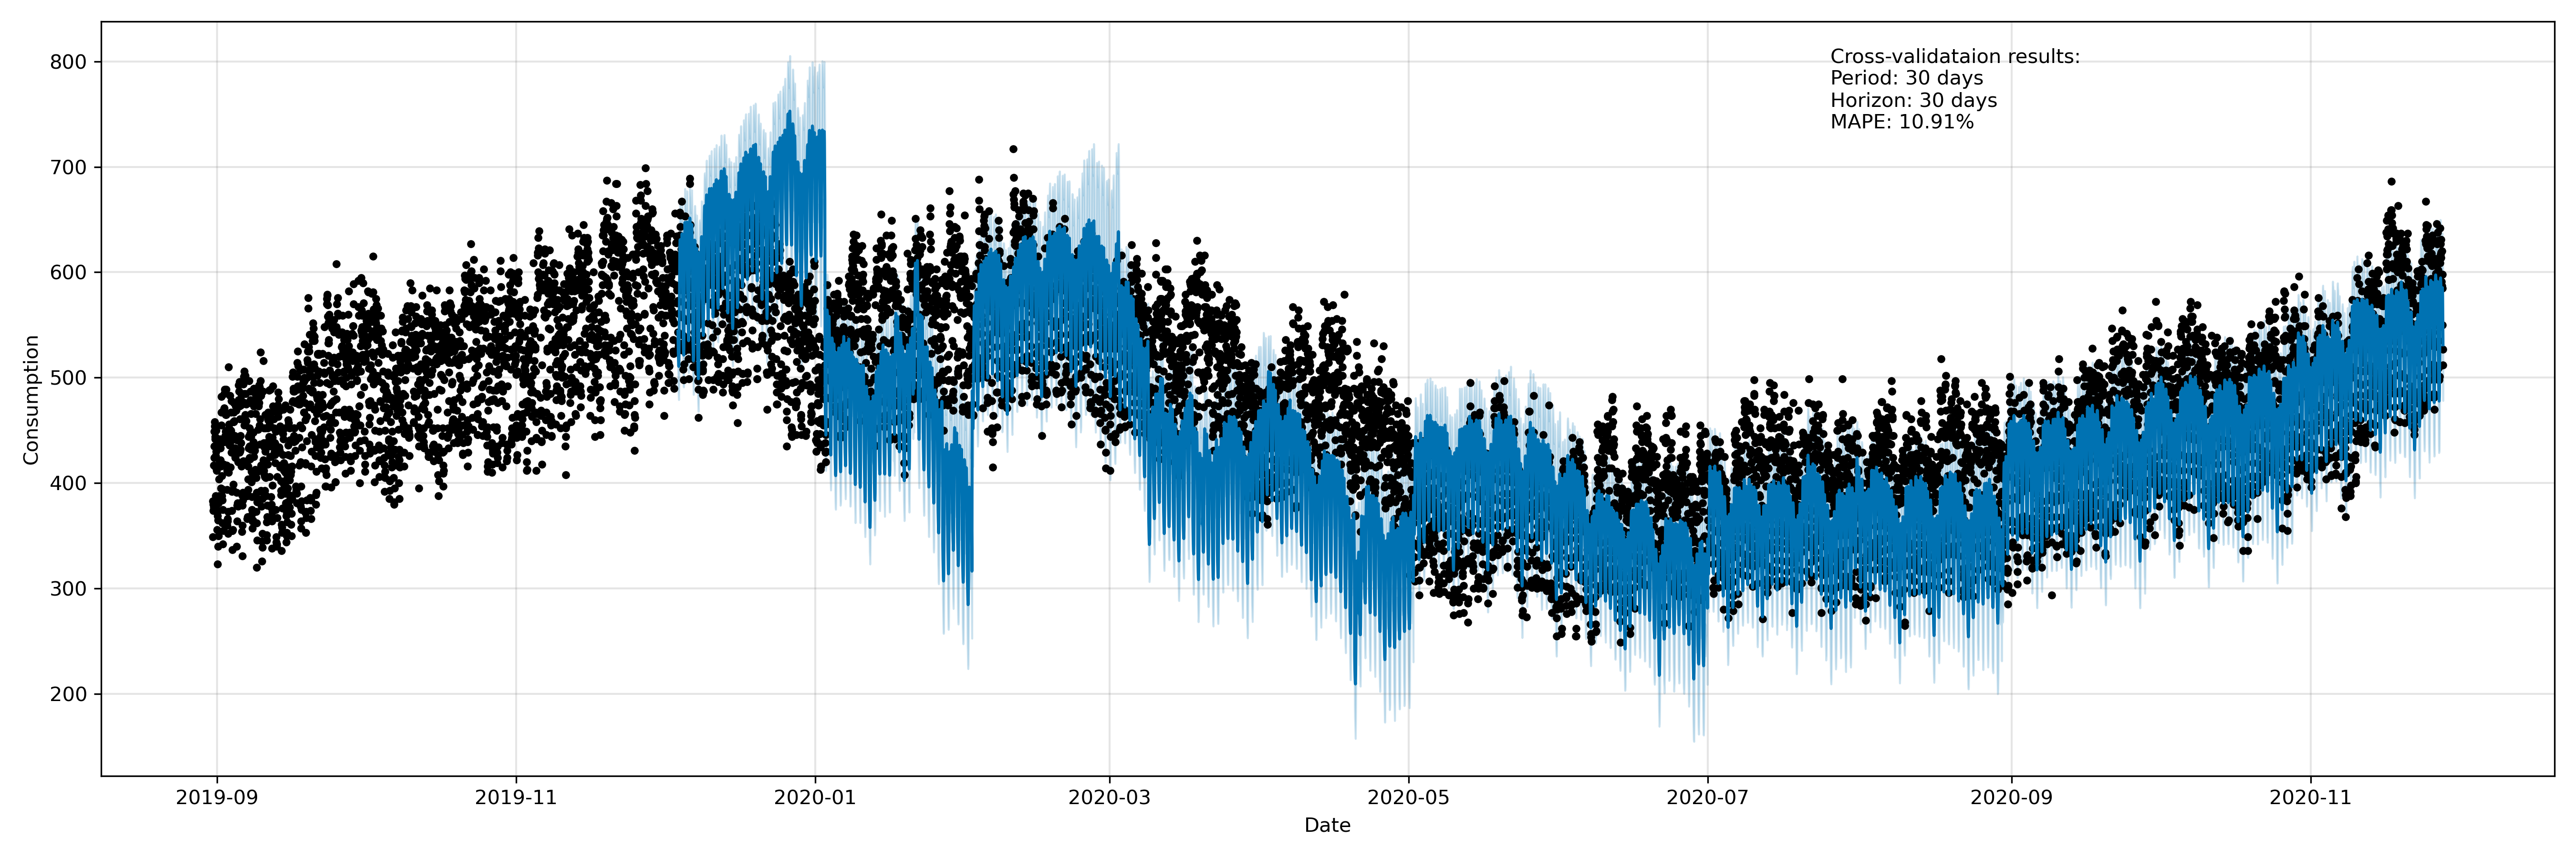 Cross-validataion results:
Period: 30 days
Horizon: 30 days
MAPE: 10.91%
800
700
600
500
400
300
200
Consumption
2019-09
2019-11
2020-01
2020-03
2020-05
2020-07
2020-09
2020-11
Date